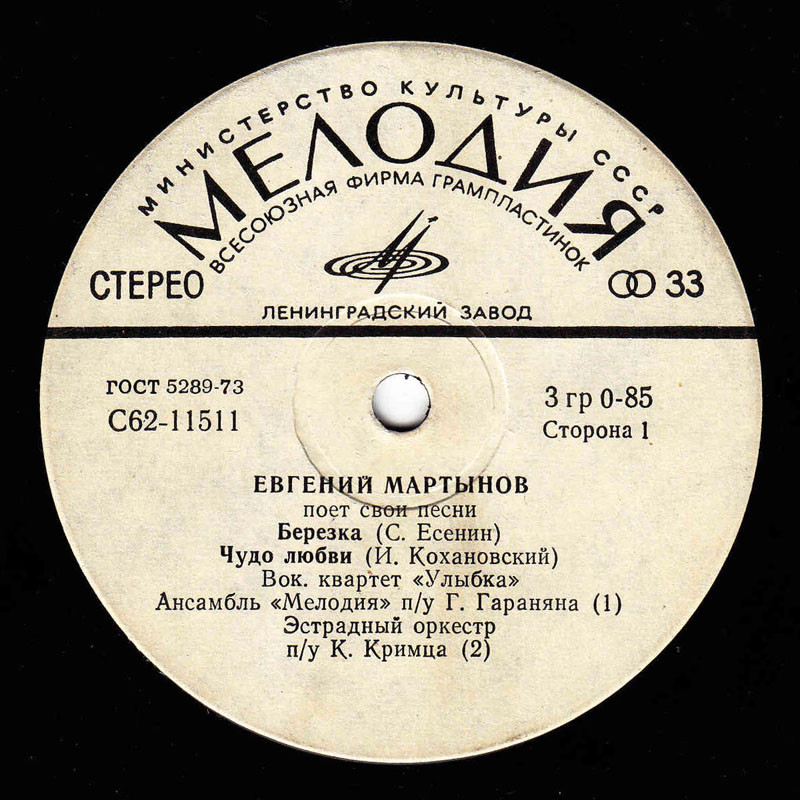 МИНИСТЕРСТВО КУЛЬТУРЫ СССР
МЕЛОДИЯ
ВСЕСОЮЗНАЯ ФИРМА ГРАМПЛАСТИНОК
СТЕРЕО
33
ЛЕНИНГРАДСКИЙ ЗАВОД
ГОСТ 5289-73
С62-11511
3 гр 0-85
Сторона 1
ЕВГЕНИЙ МАРТЫНОВ
поет свои песни
Березка (С. Есенин)
Чудо любви (И. Кохановский)
Вок. квартет «Улыбка»
Ансамбль «Мелодия» п/у Г. Гараняна (1)
Эстрадный оркестр
п/у К. Кримца (2)